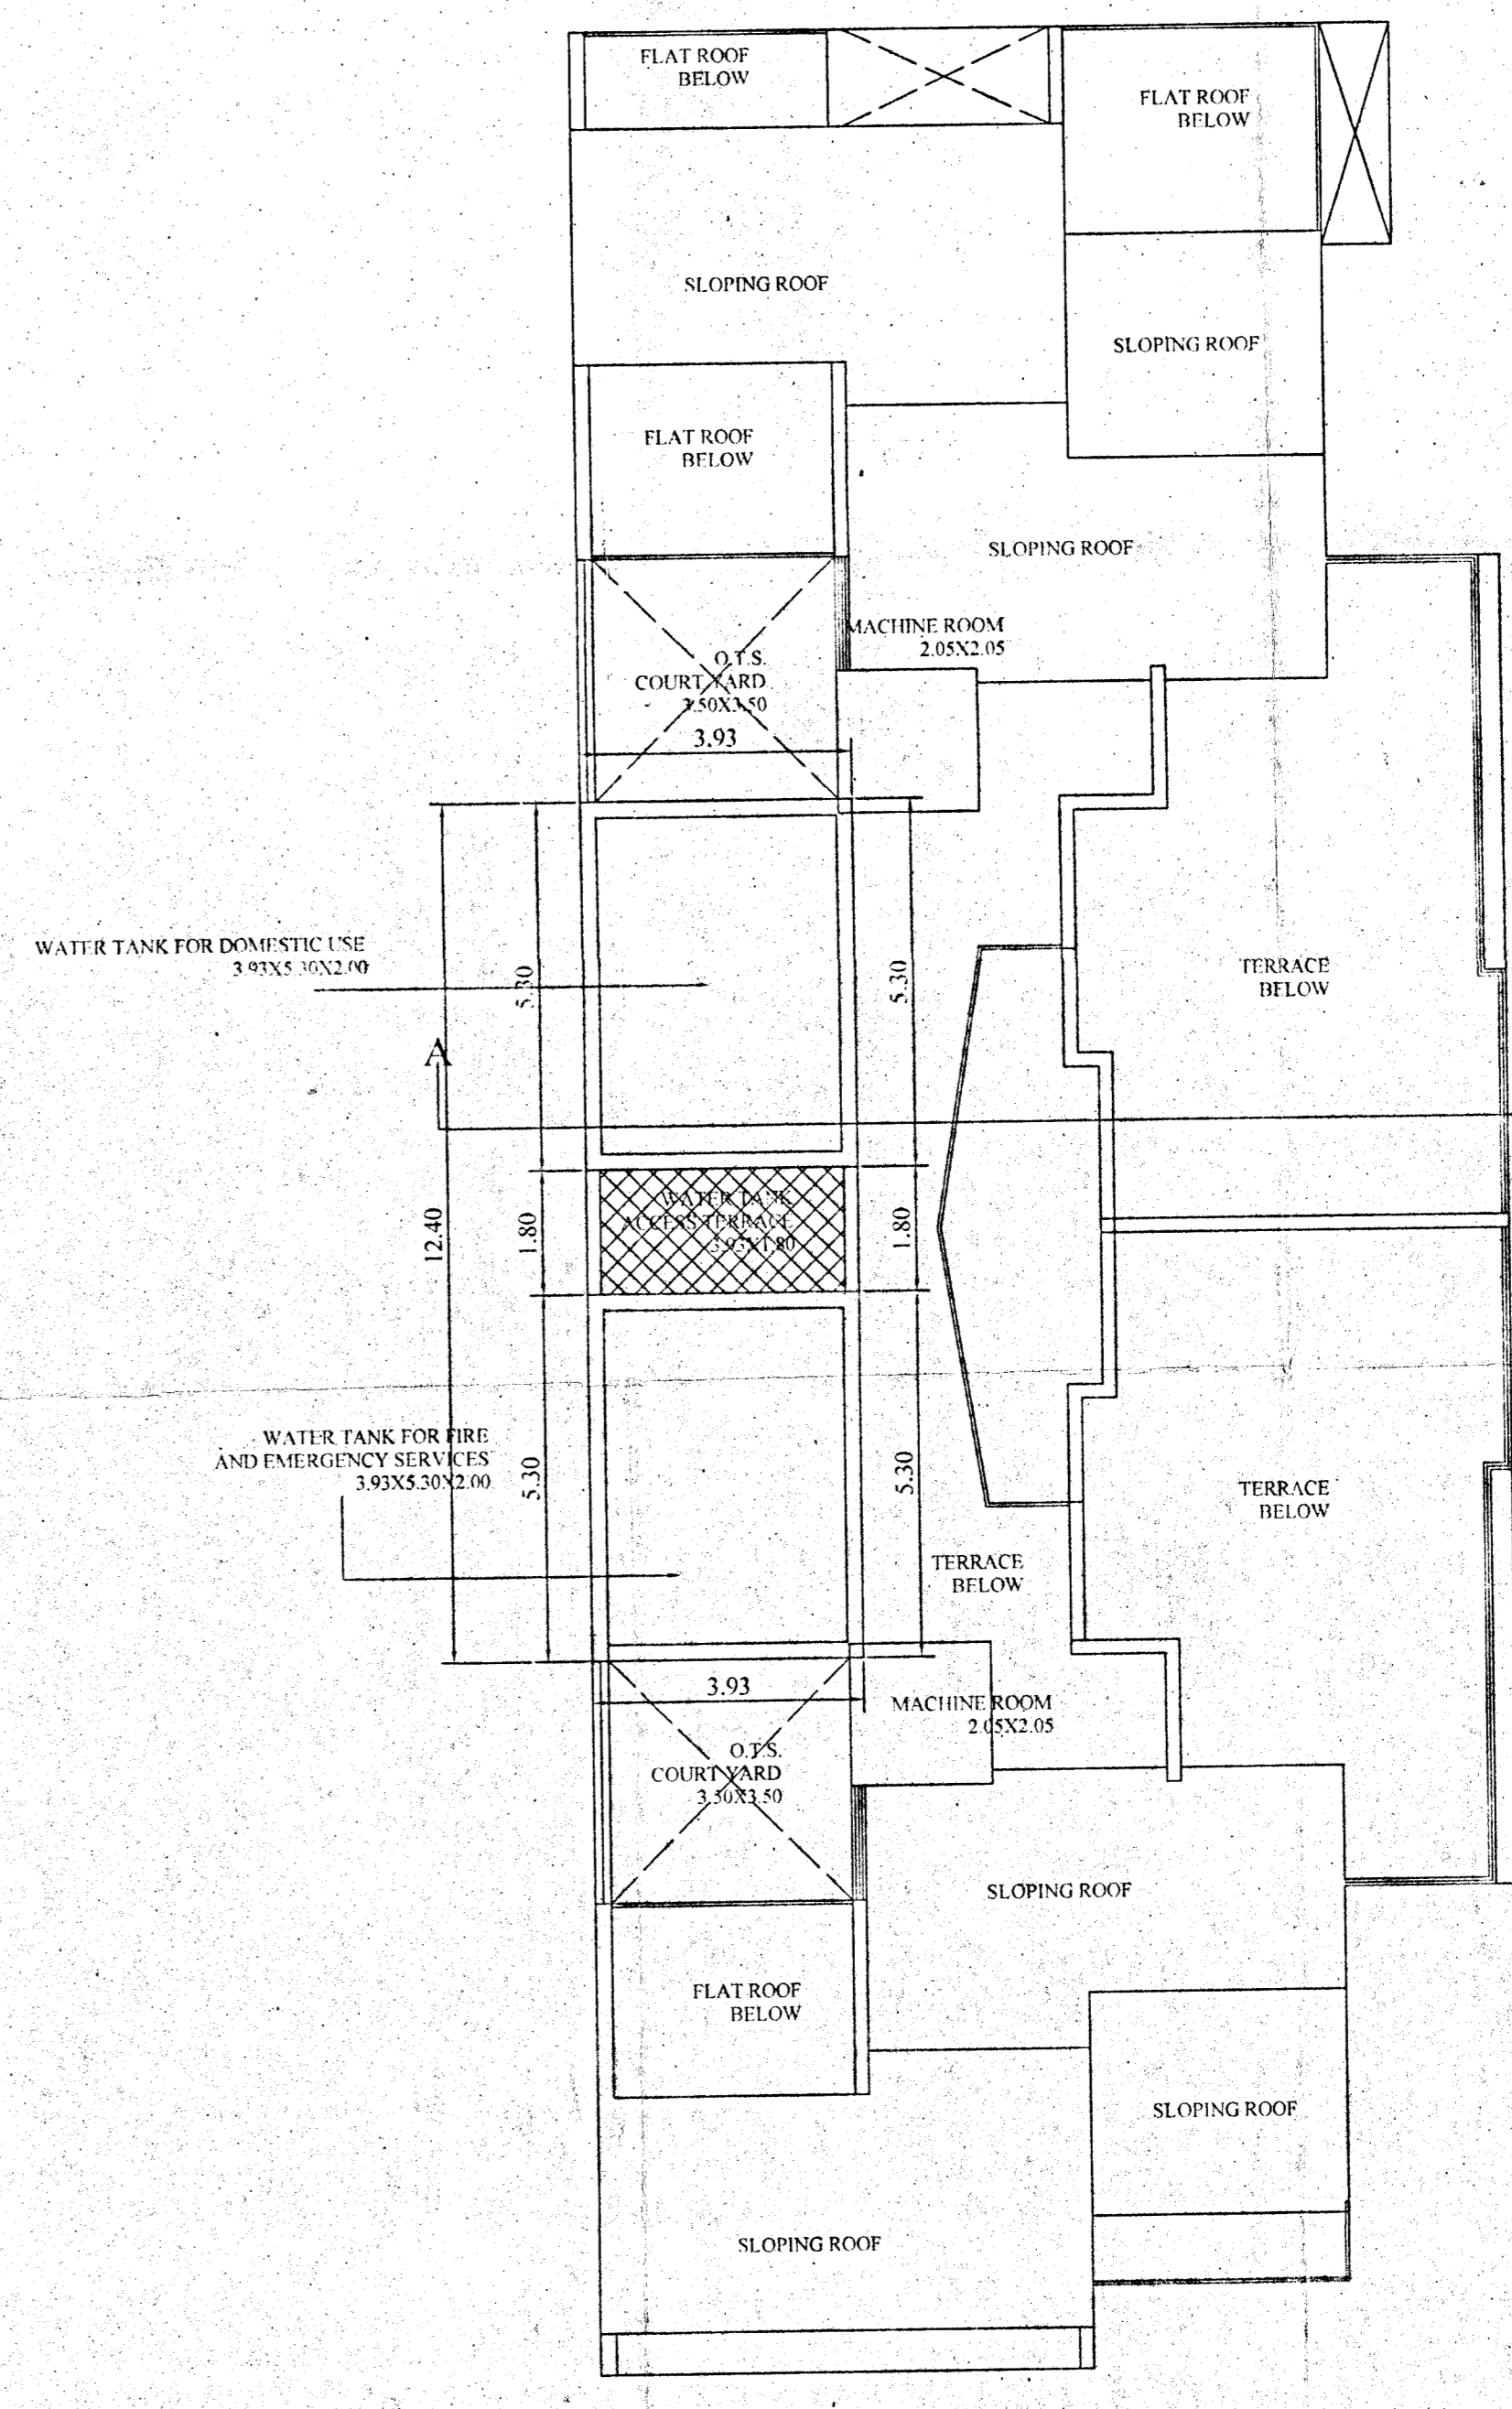 FLAT ROOF
BELOW
FLAT ROOF
BELOW
SLOPING ROOF
SLOPING ROOF
FLAT ROOF
BELOW
SLOPING ROOF
MACHINE ROOM
2.05X2.05
O.T.S.
COURT YARD
3.50X3.50
3.93
WATER TANK FOR DOMESTIC USE
3.93X5.30X2.00
5.30
5.30
TERRACE
BELOW
A
WATER TANK
ACCESS TERRACE
3.93X1.80
12.40
1.80
1.80
WATER TANK FOR FIRE
AND EMERGENCY SERVICES
3.93X5.30X2.00
5.30
5.30
TERRACE
BELOW
TERRACE
BELOW
3.93
MACHINE ROOM
2.05X2.05
O.T.S.
COURT YARD
3.50X3.50
SLOPING ROOF
FLAT ROOF
BELOW
SLOPING ROOF
SLOPING ROOF